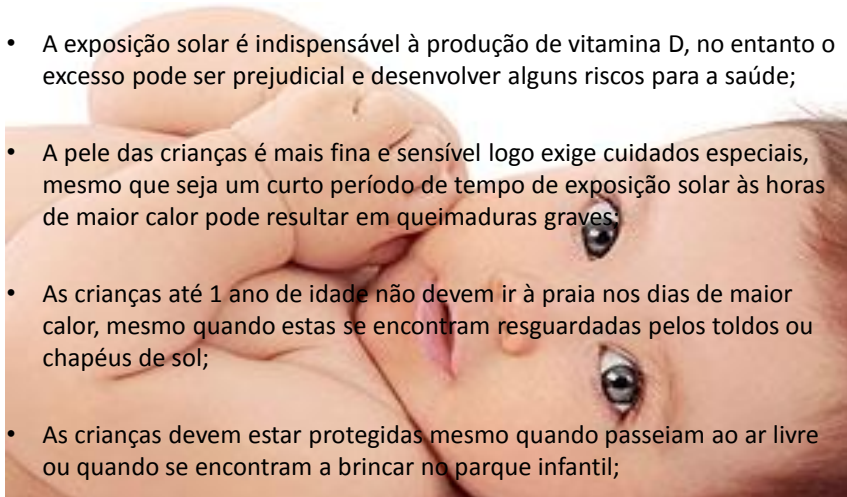 • A exposição solar é indispensável à produção de vitamina D, no entanto o
excesso pode ser prejudicial e desenvolver alguns riscos para a saúde;
• A pele das crianças é mais fina e sensível logo exige cuidados especiais,
mesmo que seja um curto período de tempo de exposição solar às horas
de maior calor pode resultar em queimaduras graves;
• As crianças até 1 ano de idade não devem ir à praia nos dias de maior
calor, mesmo quando estas se encontram resguardadas pelos toldos ou
chapéus de sol;
• As crianças devem estar protegidas mesmo quando passeiam ao ar livre
ou quando se encontram a brincar no parque infantil;